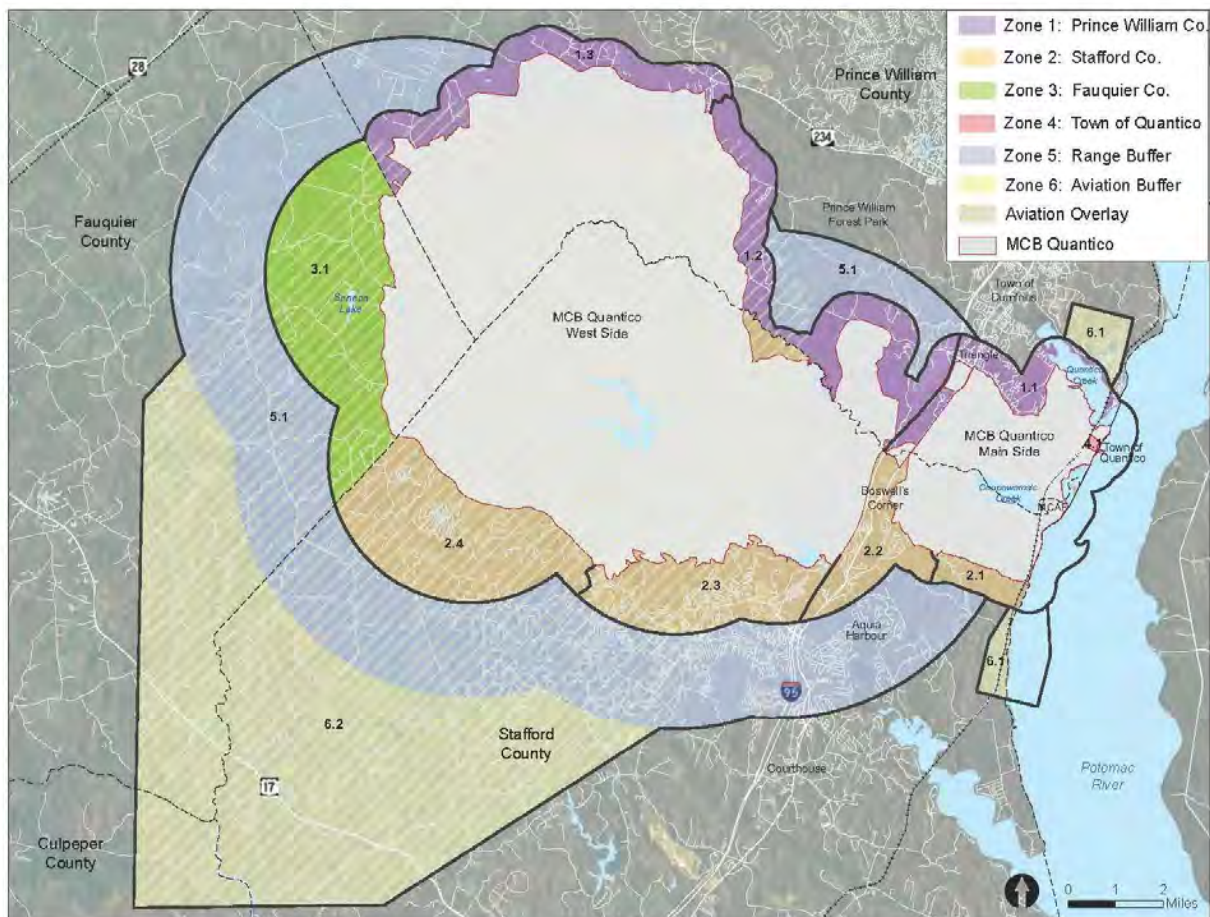 Zone 1: Prince William Co.
Zone 2: Stafford Co.
Zone 3: Fauquier Co.
Zone 4: Town of Quantico
Zone 5: Range Buffer
Zone 6: Aviation Buffer
Aviation Overlay
MCB Quantico
28
1.3
Prince William
County
234
Fauquier
County
Prince William
Forest Park
3.1
1.2
5.1
Lake
Town of
MCB Quantico
West Side
6.1
Triangle
Quantico
Creek
1.1
5.1
MCB Quantico
Main Side
Town of
Quantico
Boswell's
Corner
Creek
2.4
2.2
2.3
2.1
Aquia
Harbour
6.1
95
6.2
Stafford
County
Courthouse
17
Potomac
River
Culpeper
County
0 1 2
Miles